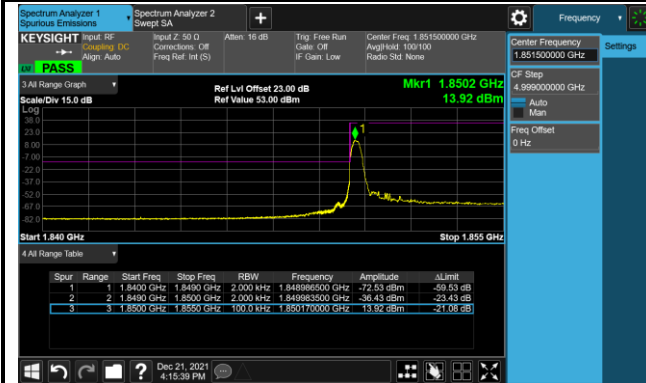 Spectrum Analyzer 1
Spurious Emissions
Spectrum Analyzer 2
Swept SA
+
Frequency
KEYSIGHT
Input: RF
Coupling: DC
Align: Auto
Input Z: 50 Ω
Corrections: Off
Freq Ref: Int (S)
Atten: 16 dB
Trig: Free Run
Gate: Off
IF Gain: Low
Center Freq: 1.851500000 GHz
Avg|Hold: 100/100
Radio Std: None
PASS
Center Frequency
1.851500000 GHz
Settings
CF Step
4.999000000 MHz
Auto
Man
Freq Offset
0 Hz
3 All Range Graph
Scale/Div 15.0 dB
Ref Lvl Offset 23.00 dB
Ref Value 53.00 dBm
Mkr1 1.8502 GHz
13.92 dBm
Log
38.0
23.0
8.00
-7.00
-22.0
-37.0
-52.0
-67.0
-82.0
1
Start 1.840 GHz
Stop 1.855 GHz
4 All Range Table
Spur Range Start Freq Stop Freq RBW Frequency Amplitude ΔLimit
1 1 1.8400 GHz 1.8490 GHz 2.000 kHz 1.848986500 GHz -72.53 dBm -59.53 dB
2 2 1.8490 GHz 1.8500 GHz 2.000 kHz 1.849983500 GHz -36.43 dBm -23.43 dB
3 3 1.8500 GHz 1.8550 GHz 100.0 kHz 1.850170000 GHz 13.92 dBm -21.08 dB
?
Dec 21, 2021
4:15:39 PM